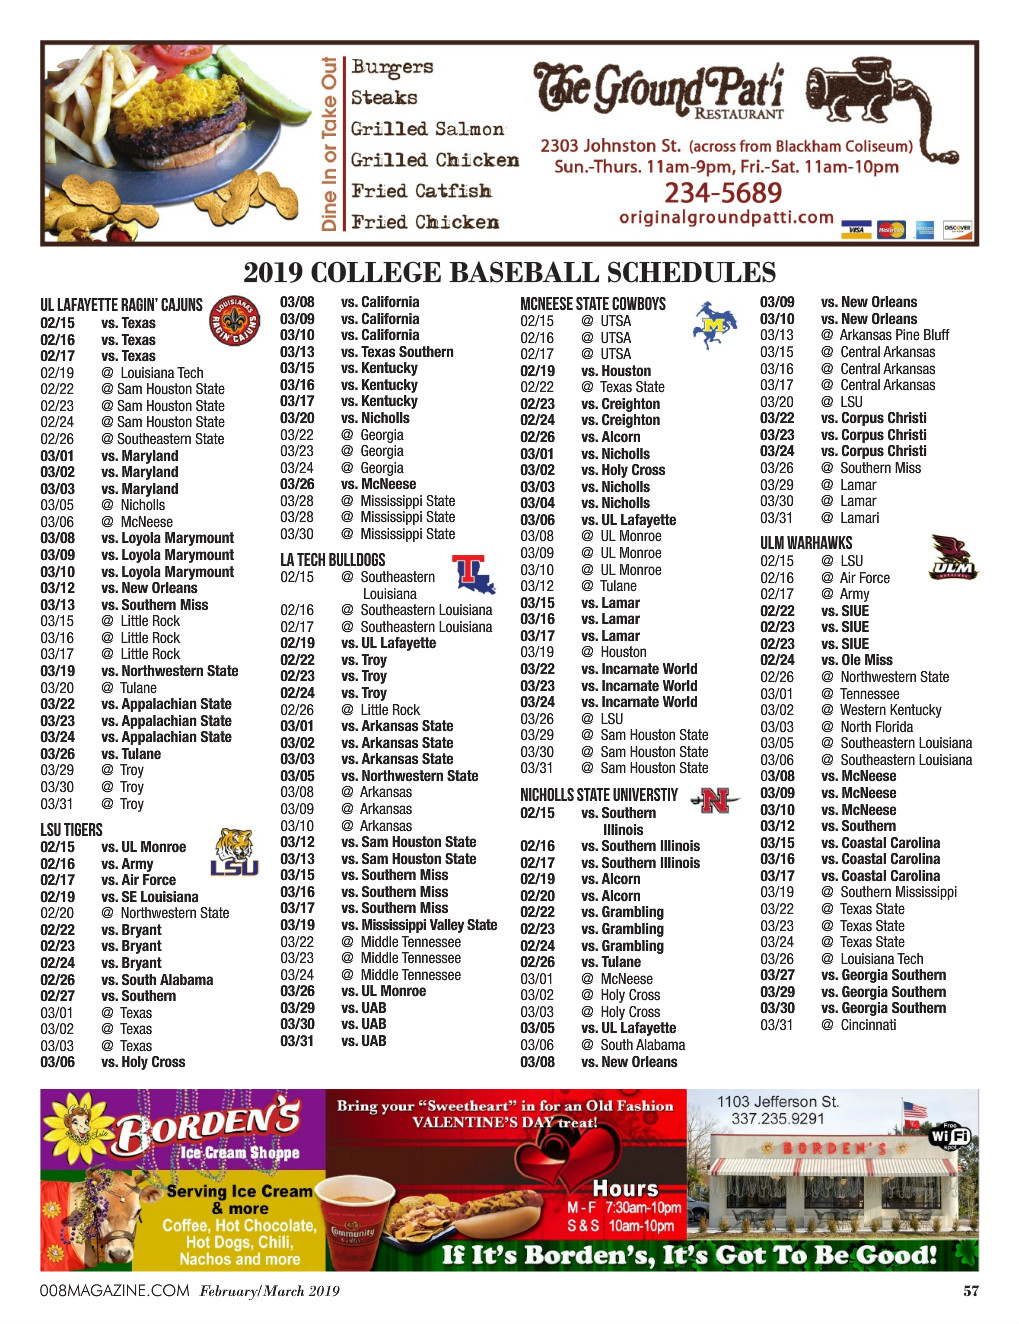 Dine In or Take Out
Burgers
Steaks
Grilled Salmon
Grilled Chicken
Fried Catfish
Fried Chicken
The Ground Pat'i
RESTAURANT
2303 Johnston St. (across from Blackham Coliseum)
Sun.-Thurs. 11am-9pm, Fri.-Sat. 11am-10pm
234-5689
originalgroundpatti.com
VISA
MasterCard
DISCOVER
2019 COLLEGE BASEBALL SCHEDULES
UL LAFAYETTE RAGIN' CAJUNS
LOUISIANA'S RAGIN CAJUNS
02/15 vs. Texas
02/16 vs. Texas
02/17 vs. Texas
02/19 @ Louisiana Tech
02/22 @ Sam Houston State
02/23 @ Sam Houston State
02/24 @ Sam Houston State
02/26 @ Southeastern State
03/01 vs. Maryland
03/02 vs. Maryland
03/03 vs. Maryland
03/05 @ Nicholls
03/06 @ McNeese
03/08 vs. Loyola Marymount
03/09 vs. Loyola Marymount
03/10 vs. Loyola Marymount
03/12 vs. New Orleans
03/13 vs. Southern Miss
03/15 @ Little Rock
03/16 @ Little Rock
03/17 @ Little Rock
03/19 vs. Northwestern State
03/20 @ Tulane
03/22 vs. Appalachian State
03/23 vs. Appalachian State
03/24 vs. Appalachian State
03/26 vs. Tulane
03/29 @ Troy
03/30 @ Troy
03/31 @ Troy
LSU TIGERS
LSU
02/15 vs. UL Monroe
02/16 vs. Army
02/17 vs. Air Force
02/19 vs. SE Louisiana
02/20 @ Northwestern State
02/22 vs. Bryant
02/23 vs. Bryant
02/24 vs. Bryant
02/26 vs. South Alabama
02/27 vs. Southern
03/01 @ Texas
03/02 @ Texas
03/03 @ Texas
03/06 vs. Holy Cross
03/08 vs. California
03/09 vs. California
03/10 vs. California
03/13 vs. Texas Southern
03/15 vs. Kentucky
03/16 vs. Kentucky
03/17 vs. Kentucky
03/20 vs. Nicholls
03/22 @ Georgia
03/23 @ Georgia
03/24 @ Georgia
03/26 vs. McNeese
03/28 @ Mississippi State
03/28 @ Mississippi State
03/30 @ Mississippi State
LA TECH BULLDOGS
T
02/15 @ Southeastern
Louisiana
02/16 @ Southeastern Louisiana
02/17 @ Southeastern Louisiana
02/19 vs. UL Lafayette
02/22 vs. Troy
02/23 vs. Troy
02/24 vs. Troy
02/26 @ Little Rock
03/01 vs. Arkansas State
03/02 vs. Arkansas State
03/03 vs. Arkansas State
03/05 vs. Northwestern State
03/08 @ Arkansas
03/09 @ Arkansas
03/10 @ Arkansas
03/12 vs. Sam Houston State
03/13 vs. Sam Houston State
03/15 vs. Southern Miss
03/16 vs. Southern Miss
03/17 vs. Southern Miss
03/19 vs. Mississippi Valley State
03/22 @ Middle Tennessee
03/23 @ Middle Tennessee
03/24 @ Middle Tennessee
03/26 vs. UL Monroe
03/29 vs. UAB
03/30 vs. UAB
03/31 vs. UAB
MCNEESE STATE COWBOYS
M
02/15 @ UTSA
02/16 @ UTSA
02/17 @ UTSA
02/19 vs. Houston
02/22 @ Texas State
02/23 vs. Creighton
02/24 vs. Creighton
02/26 vs. Alcorn
03/01 vs. Nicholls
03/02 vs. Holy Cross
03/03 vs. Nicholls
03/04 vs. Nicholls
03/06 vs. UL Lafayette
03/08 @ UL Monroe
03/09 @ UL Monroe
03/10 @ UL Monroe
03/12 @ Tulane
03/15 vs. Lamar
03/16 vs. Lamar
03/17 vs. Lamar
03/19 @ Houston
03/22 vs. Incarnate World
03/23 vs. Incarnate World
03/24 vs. Incarnate World
03/26 @ LSU
03/29 @ Sam Houston State
03/30 @ Sam Houston State
03/31 @ Sam Houston State
NICHOLLS STATE UNIVERSTIY
N
02/15 vs. Southern
Illinois
02/16 vs. Southern Illinois
02/17 vs. Southern Illinois
02/19 vs. Alcorn
02/20 vs. Alcorn
02/22 vs. Grambling
02/23 vs. Grambling
02/24 vs. Grambling
02/26 vs. Tulane
03/01 @ McNeese
03/02 @ Holy Cross
03/03 @ Holy Cross
03/05 vs. UL Lafayette
03/06 @ South Alabama
03/08 vs. New Orleans
03/09 vs. New Orleans
03/10 vs. New Orleans
03/13 @ Arkansas Pine Bluff
03/15 @ Central Arkansas
03/16 @ Central Arkansas
03/17 @ Central Arkansas
03/20 @ LSU
03/22 vs. Corpus Christi
03/23 vs. Corpus Christi
03/24 vs. Corpus Christi
03/26 @ Southern Miss
03/29 @ Lamar
03/30 @ Lamar
03/31 @ Lamari
ULM WARHAWKS
ULM
02/15 @ LSU
02/16 @ Air Force
02/17 @ Army
02/22 vs. SIUE
02/23 vs. SIUE
02/23 vs. SIUE
02/24 vs. Ole Miss
02/26 @ Northwestern State
03/01 @ Tennessee
03/02 @ Western Kentucky
03/03 @ North Florida
03/05 @ Southeastern Louisiana
03/06 @ Southeastern Louisiana
03/08 vs. McNeese
03/09 vs. McNeese
03/10 vs. McNeese
03/12 vs. Southern
03/15 vs. Coastal Carolina
03/16 vs. Coastal Carolina
03/17 vs. Coastal Carolina
03/19 @ Southern Mississippi
03/22 @ Texas State
03/23 @ Texas State
03/24 @ Texas State
03/26 @ Louisiana Tech
03/27 vs. Georgia Southern
03/29 vs. Georgia Southern
03/30 vs. Georgia Southern
03/31 @ Cincinnati
BORDEN'S
Ice Cream Shoppe
Serving Ice Cream
& more
Coffee, Hot Chocolate,
Hot Dogs, Chili,
Nachos and more
Bring your "Sweetheart" in for an Old Fashion
VALENTINE'S DAY treat!
Community
Hours
M - F 7:30am-10pm
S & S 10am-10pm
1103 Jefferson St.
337.235.9291
Free
Wi Fi
BORDEN'S
If It's Borden's, It's Got To Be Good!
008MAGAZINE.COM February/March 2019
57